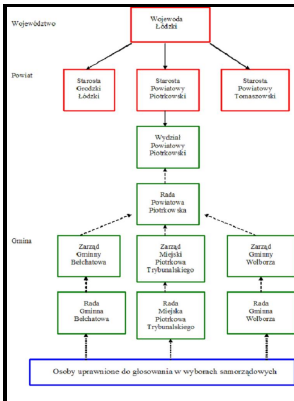 Województwo
Wojewoda
Łódzki
Powiat
Starosta
Grodzki
Łódzki
Starosta
Powiatowy
Piotrkowski
Starosta
Powiatowy
Tomaszowski
Wydział
Powiatowy
Piotrkowski
Rada
Powiatowa
Piotrkowska
Gmina
Zarząd
Gminny
Bełchatowa
Zarząd
Miejski
Piotrkowa
Trybunalskiego
Zarząd
Gminny
Wolborza
Rada
Gminna
Bełchatowa
Rada
Miejska
Piotrkowa
Trybunalskiego
Rada
Gminna
Wolborza
Osoby uprawnione do głosowania w wyborach samorządowych